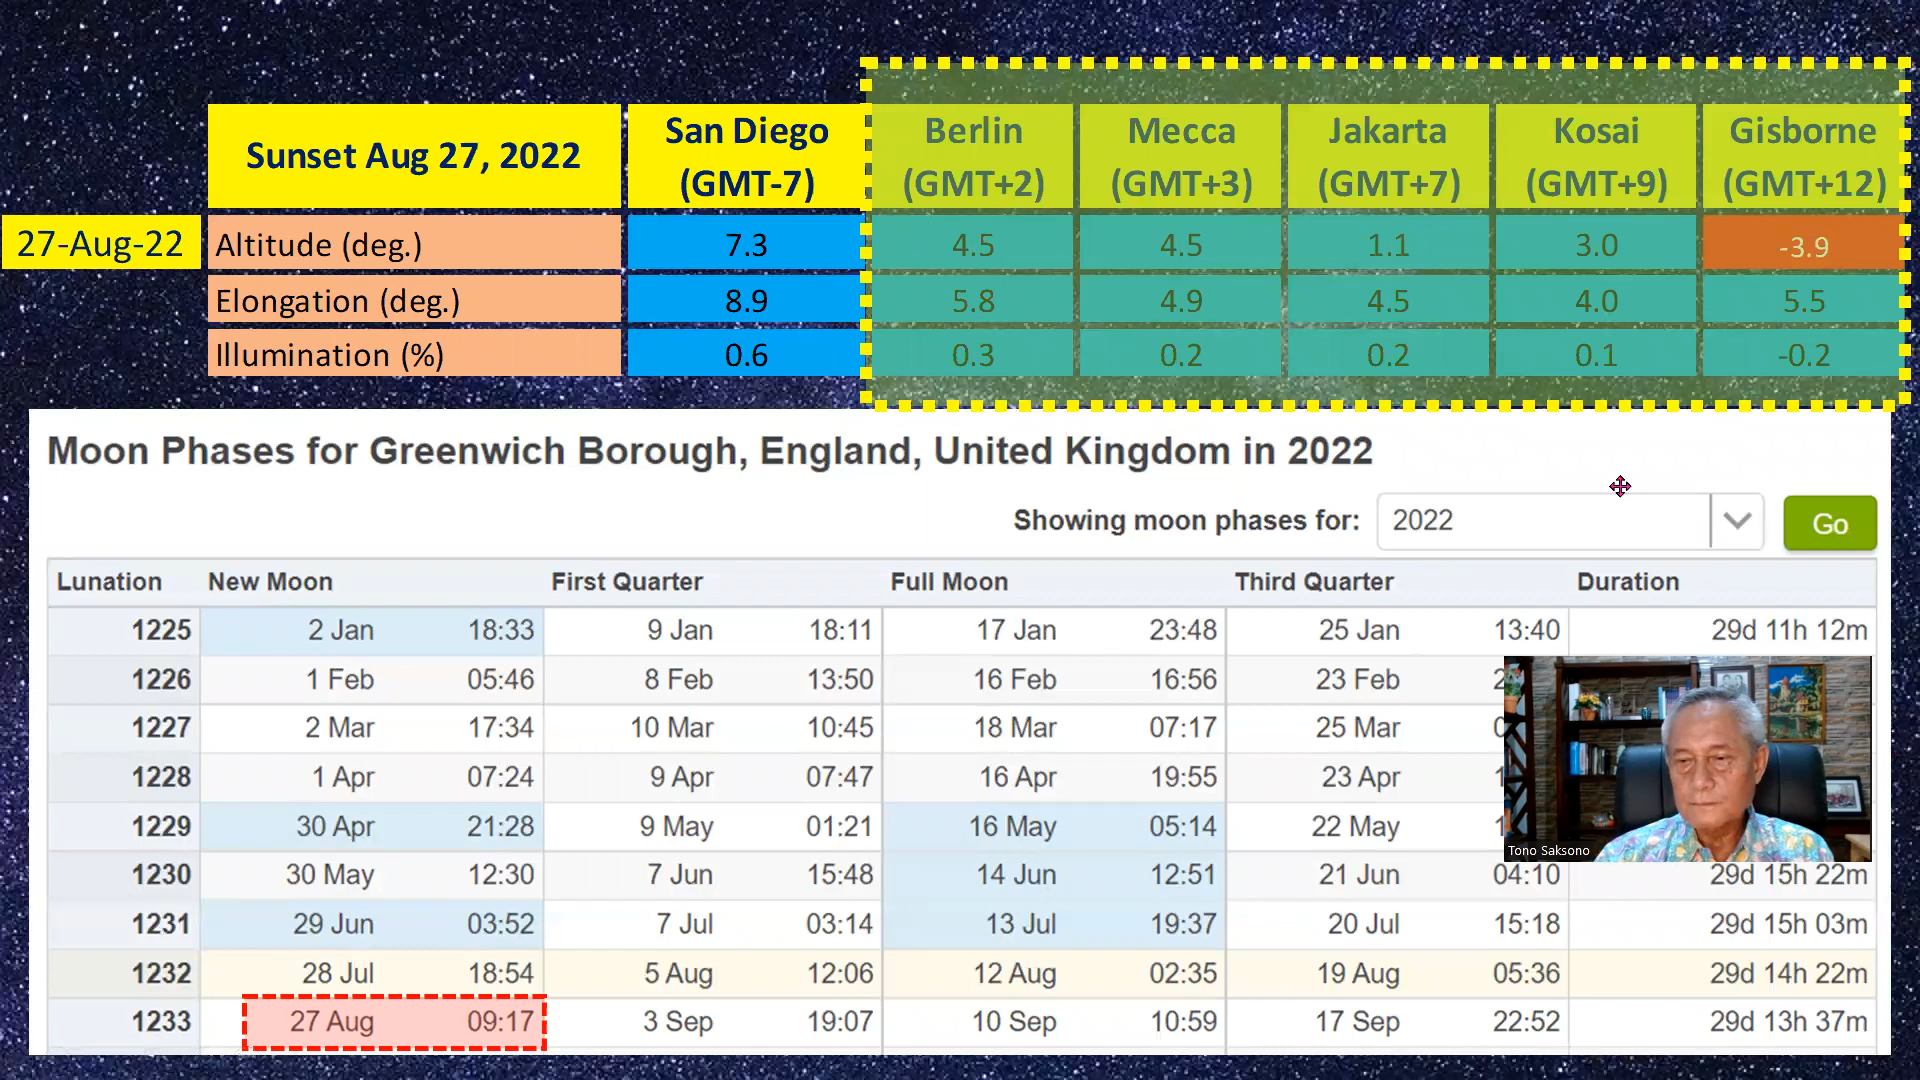 Sunset Aug 27, 2022 San Diego (GMT-7) Berlin (GMT+2) Mecca (GMT+3) Jakarta (GMT+7) Kosai (GMT+9) Gisborne (GMT+12)
27-Aug-22 Altitude (deg.) 7.3 4.5 4.5 1.1 3.0 -3.9
Elongation (deg.) 8.9 5.8 4.9 4.5 4.0 5.5
Illumination (%) 0.6 0.3 0.2 0.2 0.1 -0.2
Moon Phases for Greenwich Borough, England, United Kingdom in 2022
Showing moon phases for: 2022 Go
Lunation New Moon First Quarter Full Moon Third Quarter Duration
1225 2 Jan 18:33 9 Jan 18:11 17 Jan 23:48 25 Jan 13:40 29d 11h 12m
1226 1 Feb 05:46 8 Feb 13:50 16 Feb 16:56 23 Feb
1227 2 Mar 17:34 10 Mar 10:45 18 Mar 07:17 25 Mar
1228 1 Apr 07:24 9 Apr 07:47 16 Apr 19:55 23 Apr
1229 30 Apr 21:28 9 May 01:21 16 May 05:14 22 May
Tono Saksono
1230 30 May 12:30 7 Jun 15:48 14 Jun 12:51 21 Jun 04:10 29d 15h 22m
1231 29 Jun 03:52 7 Jul 03:14 13 Jul 19:37 20 Jul 15:18 29d 15h 03m
1232 28 Jul 18:54 5 Aug 12:06 12 Aug 02:35 19 Aug 05:36 29d 14h 22m
1233 27 Aug 09:17 3 Sep 19:07 10 Sep 10:59 17 Sep 22:52 29d 13h 37m